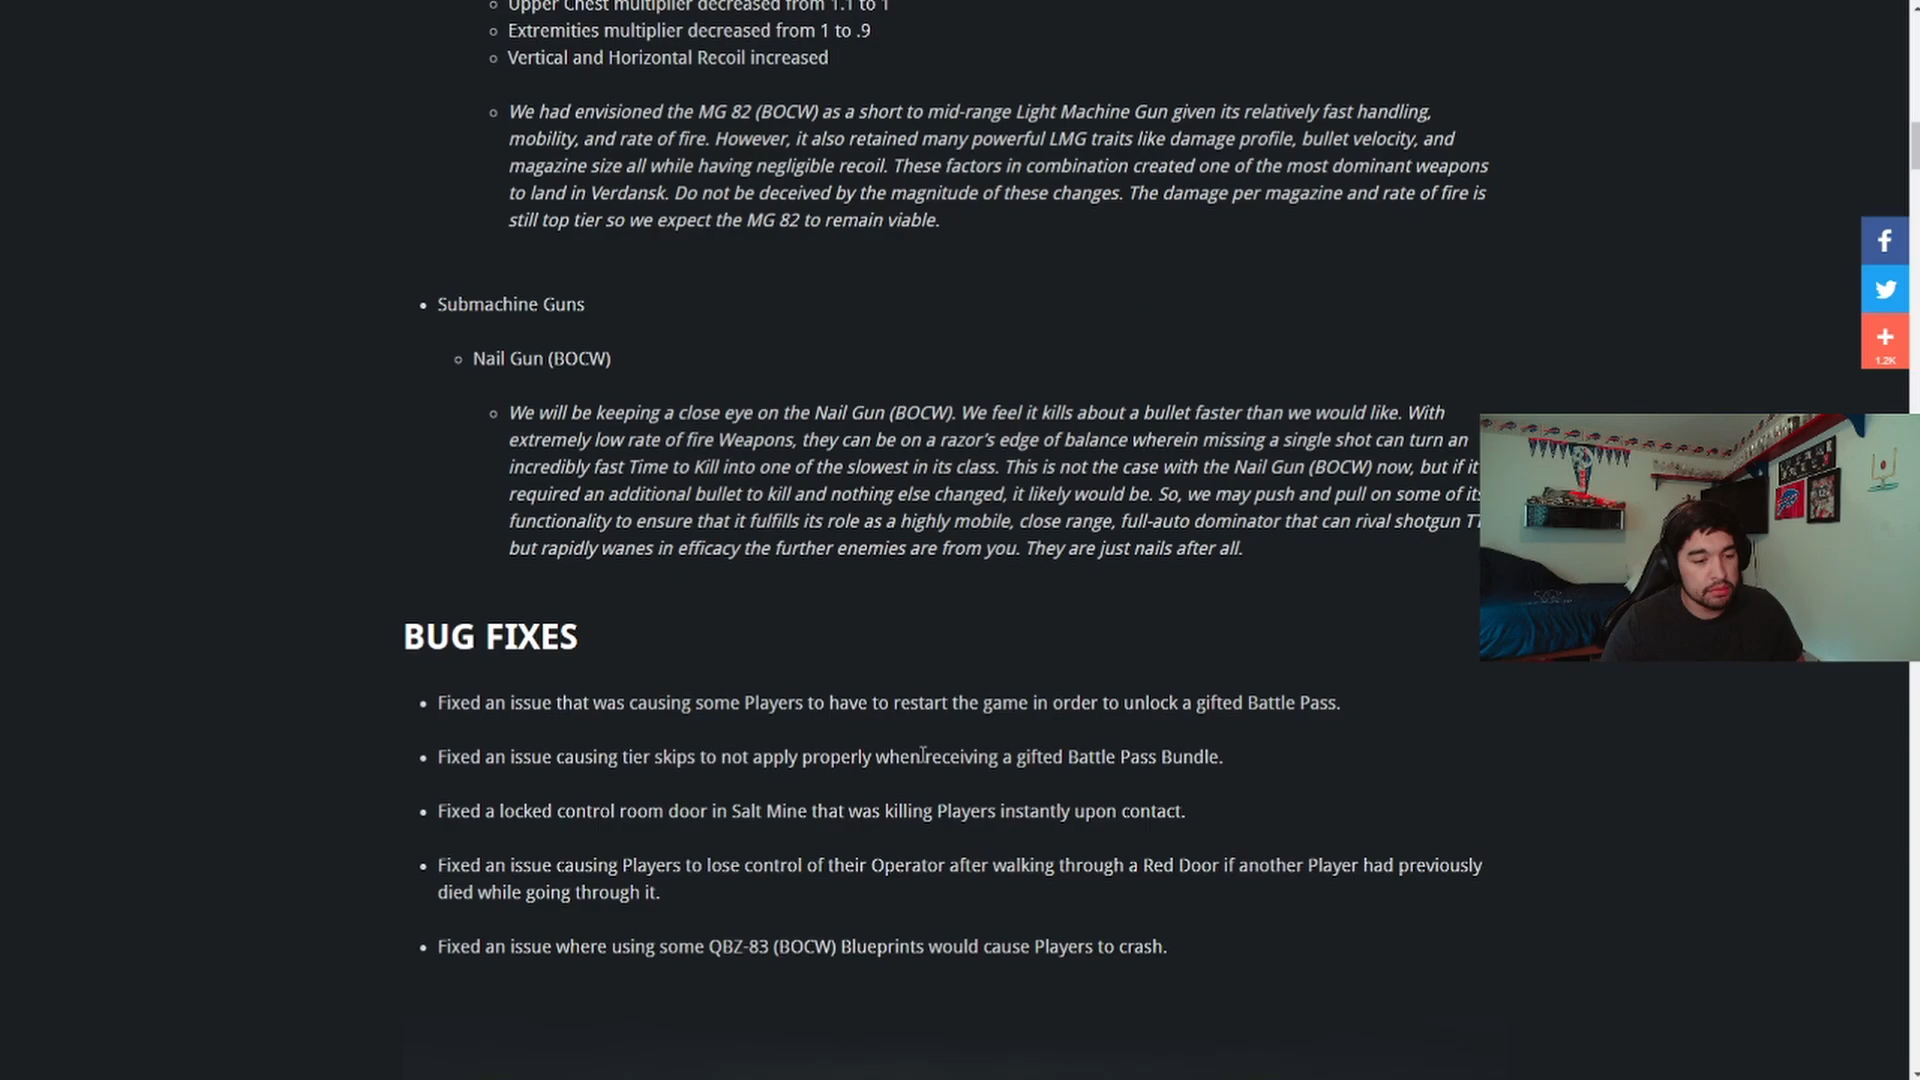 Upper Chest multiplier decreased from 1.1 to 1
Extremities multiplier decreased from 1 to .9
Vertical and Horizontal Recoil increased
We had envisioned the MG 82 (BOCW) as a short to mid-range Light Machine Gun given its relatively fast handling,
mobility, and rate of fire. However, it also retained many powerful LMG traits like damage profile, bullet velocity, and
magazine size all while having negligible recoil. These factors in combination created one of the most dominant weapons
to land in Verdansk. Do not be deceived by the magnitude of these changes. The damage per magazine and rate of fire is
still top tier so we expect the MG 82 to remain viable.
Submachine Guns
Nail Gun (BOCW)
We will be keeping a close eye on the Nail Gun (BOCW). We feel it kills about a bullet faster than we would like. With
extremely low rate of fire Weapons, they can be on a razor's edge of balance wherein missing a single shot can turn an
incredibly fast Time to Kill into one of the slowest in its class. This is not the case with the Nail Gun (BOCW) now, but if it
required an additional bullet to kill and nothing else changed, it likely would be. So, we may push and pull on some of its
functionality to ensure that it fulfills its role as a highly mobile, close range, full-auto dominator that can rival shotgun
but rapidly wanes in efficacy the further enemies are from you. They are just nails after all.
BUG FIXES
Fixed an issue that was causing some Players to have to restart the game in order to unlock a gifted Battle Pass.
Fixed an issue causing tier skips to not apply properly when receiving a gifted Battle Pass Bundle.
Fixed a locked control room door in Salt Mine that was killing Players instantly upon contact.
Fixed an issue causing Players to lose control of their Operator after walking through a Red Door if another Player had previously
died while going through it.
Fixed an issue where using some QBZ-83 (BOCW) Blueprints would cause Players to crash.
1.2K